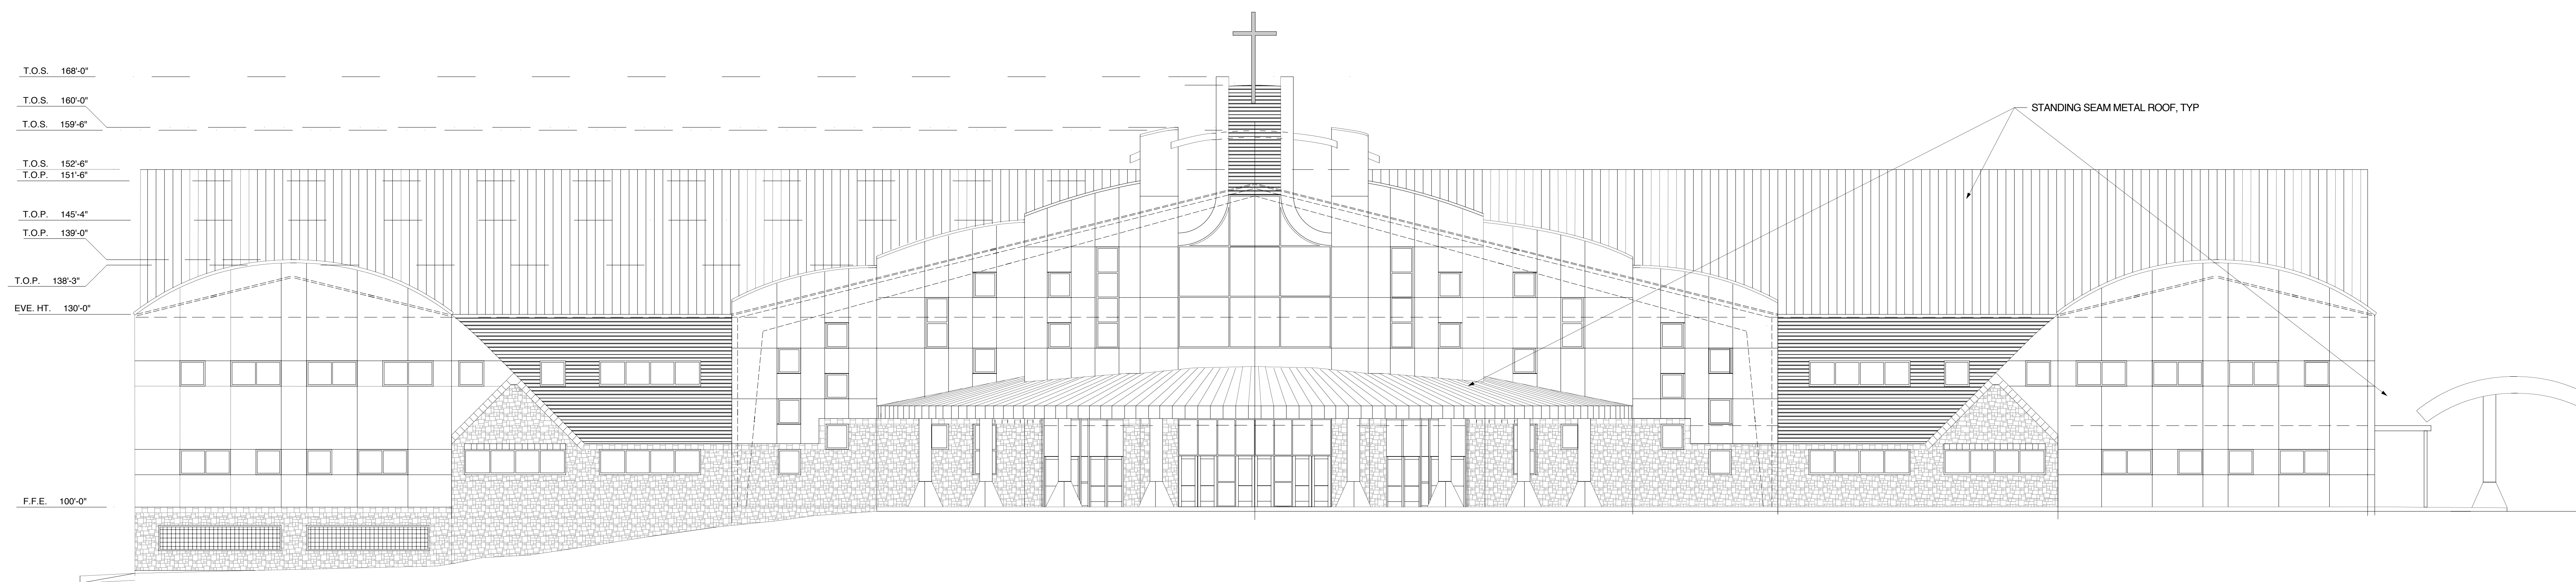 T.O.S. 168'-0"
T.O.S. 160'-0"
T.O.S. 159'-6"
T.O.S. 152'-6"
T.O.P. 151'-6"
T.O.P. 145'-4"
T.O.P. 139'-0"
T.O.P. 138'-3"
EVE. HT. 130'-0"
F.F.E. 100'-0"
STANDING SEAM METAL ROOF, TYP